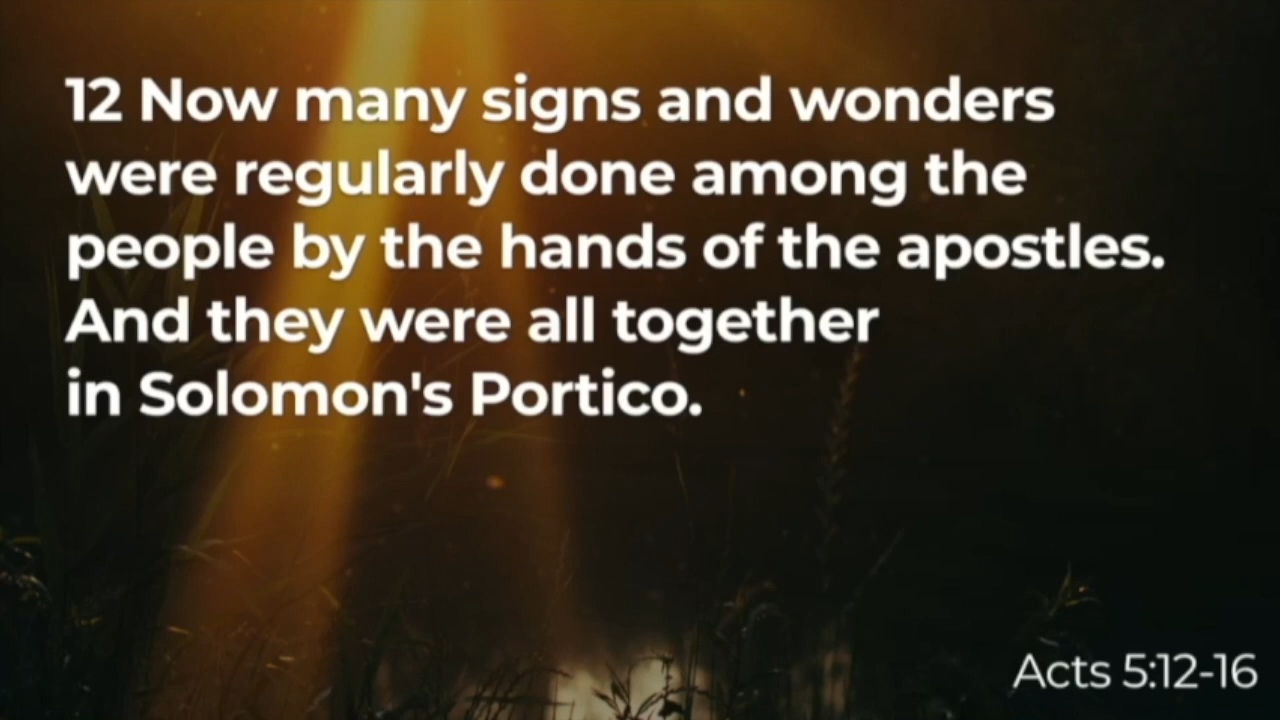 12 Now many signs and wonders
were regularly done among the
people by the hands of the apostles.
And they were all together
in Solomon's Portico.
Acts 5:12-16